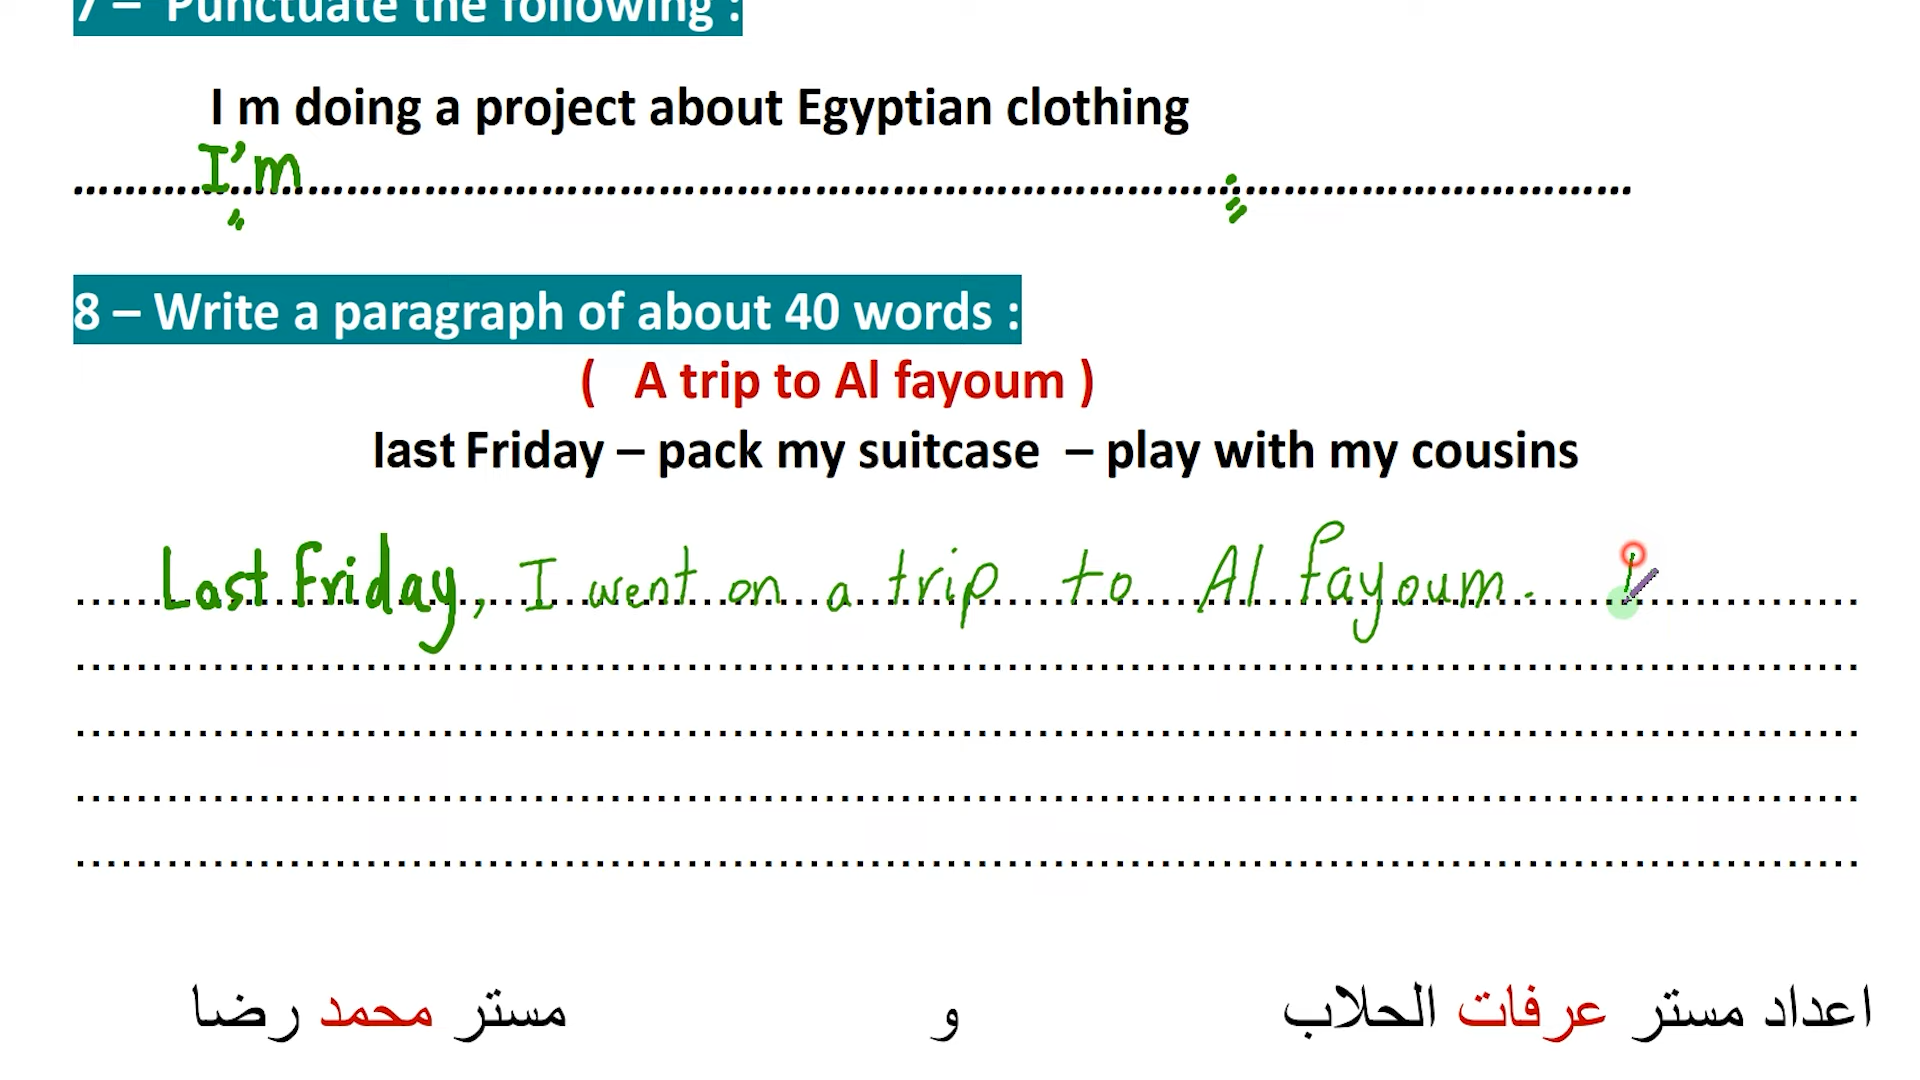 7 – Punctuate the following :
I m doing a project about Egyptian clothing
I'm .
8 – Write a paragraph of about 40 words :
( A trip to Al fayoum )
last Friday – pack my suitcase – play with my cousins
Last Friday, I went on a trip to Al fayoum.
اعداد مستر عرفات الحلاب و مستر محمد رضا